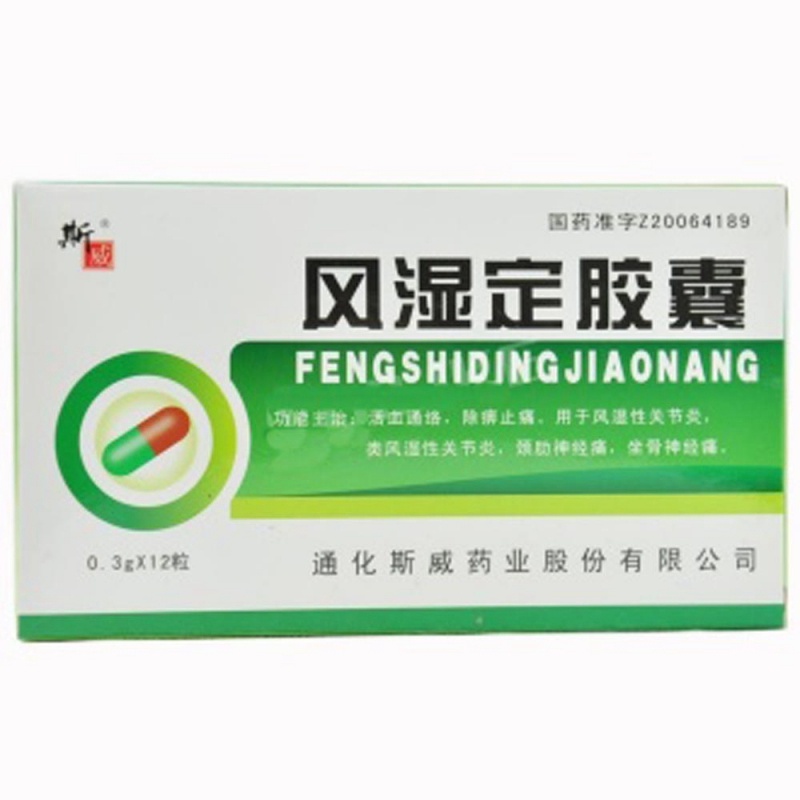 斯威®
国药准字Z20064189
风湿定胶囊
FENGSHIDINGJIAONANG
功能主治：活血通络，除痹止痛。用于风湿性关节炎，
类风湿性关节炎，颈肋神经痛，坐骨神经痛。
0.3gX12粒
通化斯威药业股份有限公司